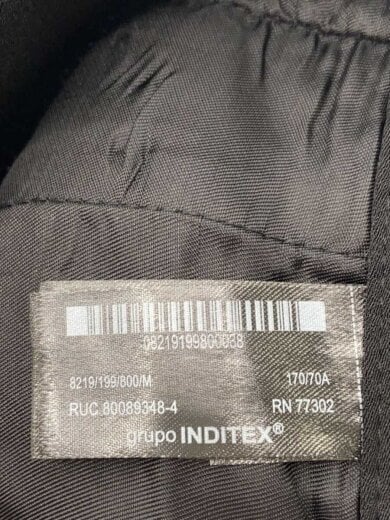 08219199800038
8219/199/800/M 170/70A
RUC 80089348-4 RN 77302
grupo INDITEX®